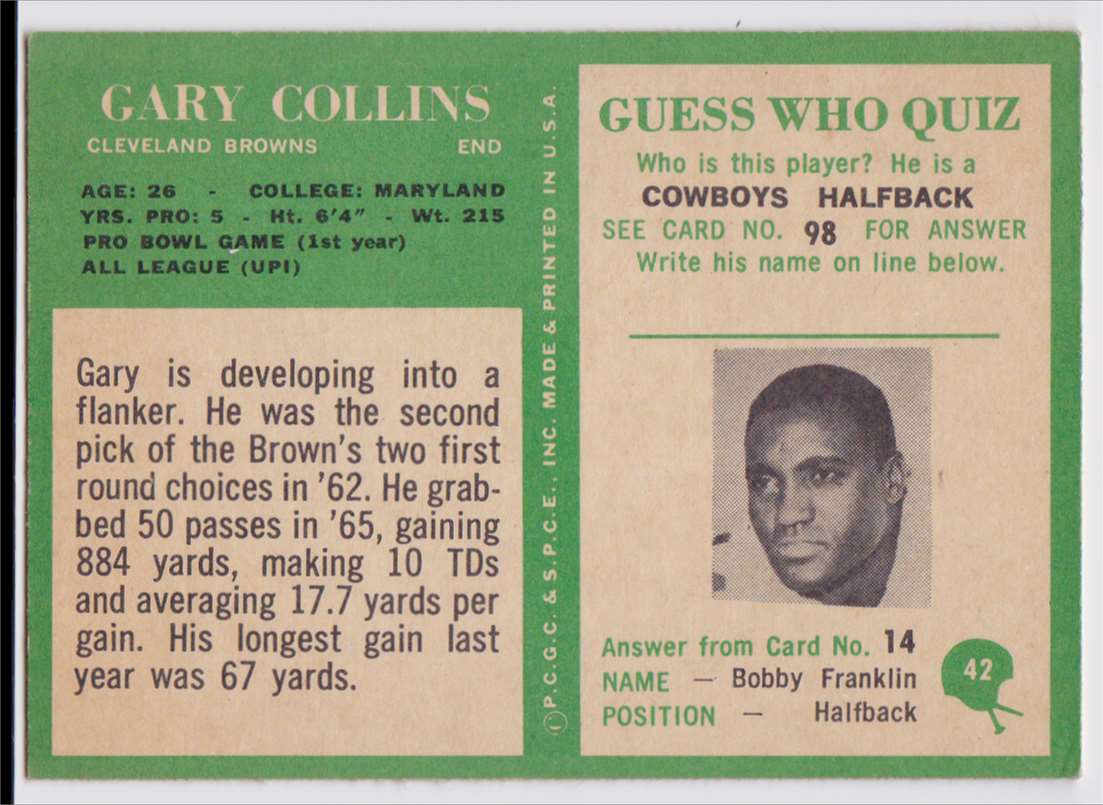 GARY COLLINS
CLEVELAND BROWNS END
AGE: 26 - COLLEGE: MARYLAND
YRS. PRO: 5 - Ht. 6'4" - Wt. 215
PRO BOWL GAME (1st year)
ALL LEAGUE (UPI)
Gary is developing into a
flanker. He was the second
pick of the Brown's two first
round choices in '62. He grab-
bed 50 passes in '65, gaining
884 yards, making 10 TDs
and averaging 17.7 yards per
gain. His longest gain last
year was 67 yards.
©P.C.G.C. & S.P.C.E., INC. MADE & PRINTED IN U.S.A.
GUESS WHO QUIZ
Who is this player? He is a
COWBOYS HALFBACK
SEE CARD NO. 98 FOR ANSWER
Write his name on line below.
Answer from Card No. 14
NAME — Bobby Franklin
POSITION — Halfback
42